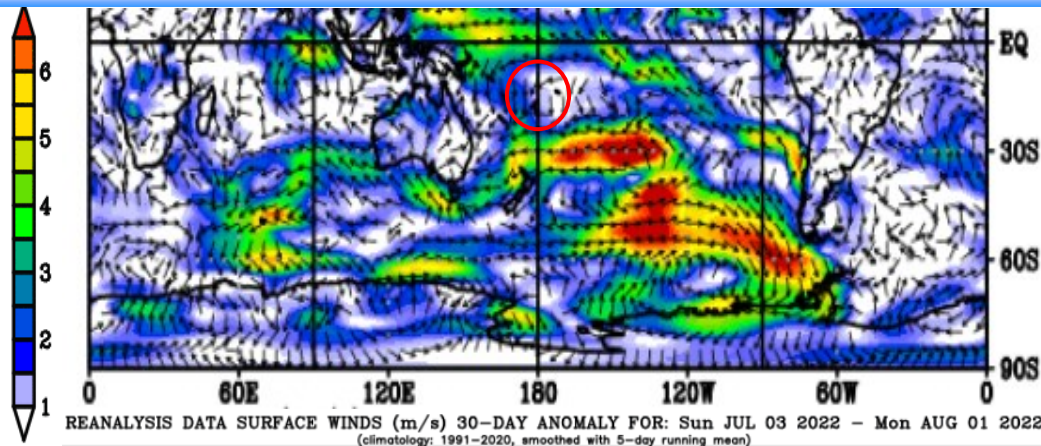 6
5
4
3
2
1
EQ
30S
60S
90S
0 60E 120E 180 120W 60W 0
REANALYSIS DATA SURFACE WINDS (m/s) 30-DAY ANOMALY FOR: Sun JUL 03 2022 - Mon AUG 01 2022
(climatology: 1991-2020, smoothed with 5-day running mean)